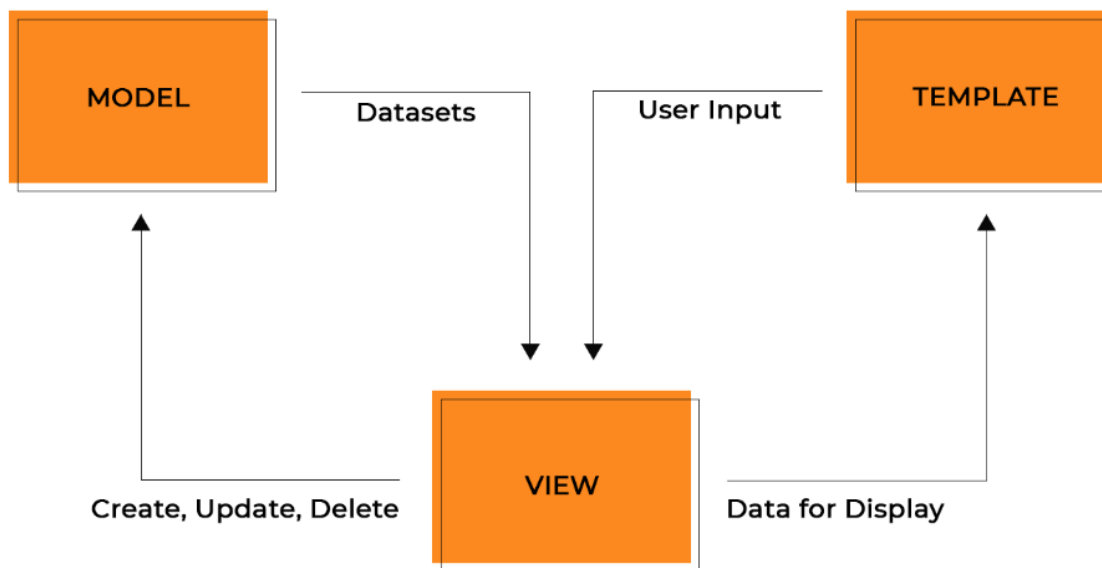 MODEL
TEMPLATE
Datasets
User Input
VIEW
Create, Update, Delete
Data for Display